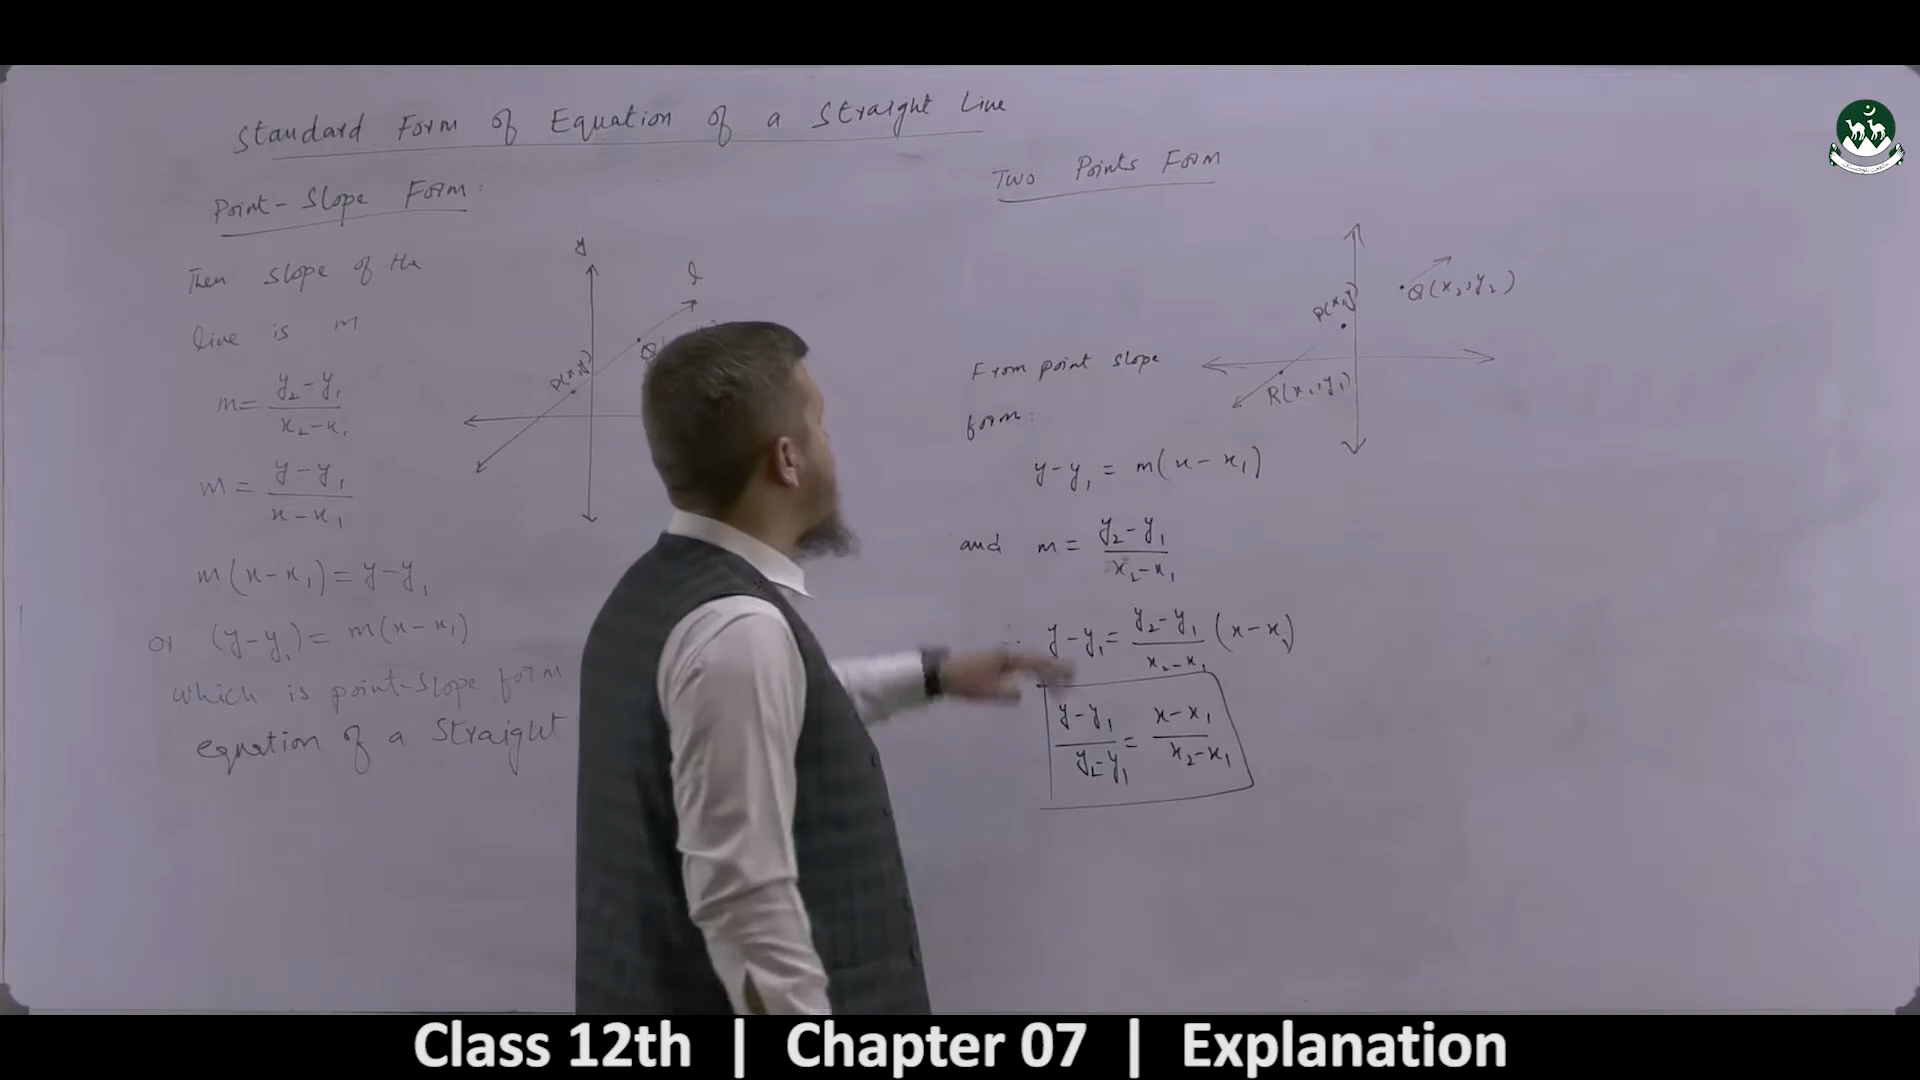 Standard Form of Equation of a Straight Line
Point-Slope Form:
Then slope of the
line is m
m = (y₂-y₁)/(x₂-x₁)
m = (y-y₁)/(x-x₁)
m(x-x₁) = y-y₁
or (y-y₁) = m(x-x₁)
which is point-slope form
equation of a Straight
y
l
P(x,y)
Q(
Two Points Form
P(x,y)
Q(x₂,y₂)
R(x₁,y₁)
From point slope
form:
y-y₁ = m(x-x₁)
and m = (y₂-y₁)/(x₂-x₁)
∴ y-y₁ = (y₂-y₁)/(x₂-x₁) (x-x₁)
(y-y₁)/(y₂-y₁) = (x-x₁)/(x₂-x₁)
Class 12th | Chapter 07 | Explanation